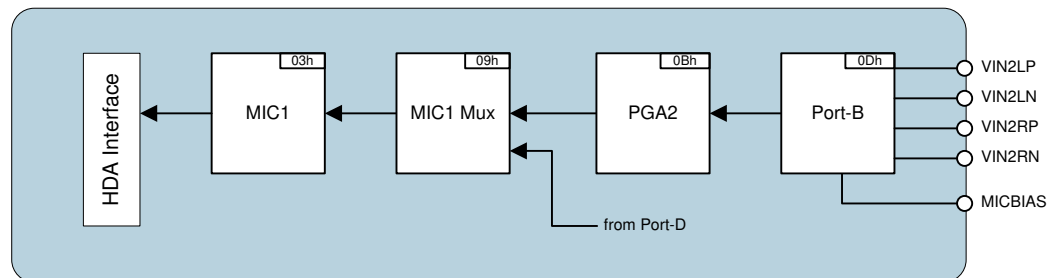 HDA Interface
03h
MIC1
09h
MIC1 Mux
0Bh
PGA2
0Dh
Port-B
VIN2LP
VIN2LN
VIN2RP
VIN2RN
MICBIAS
from Port-D